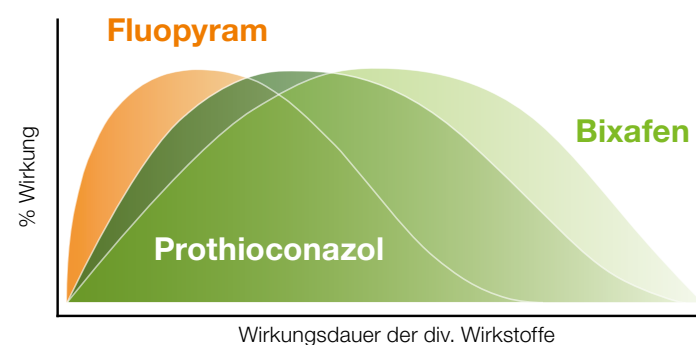 Fluopyram
Bixafen
% Wirkung
Prothioconazol
Wirkungsdauer der div. Wirkstoffe